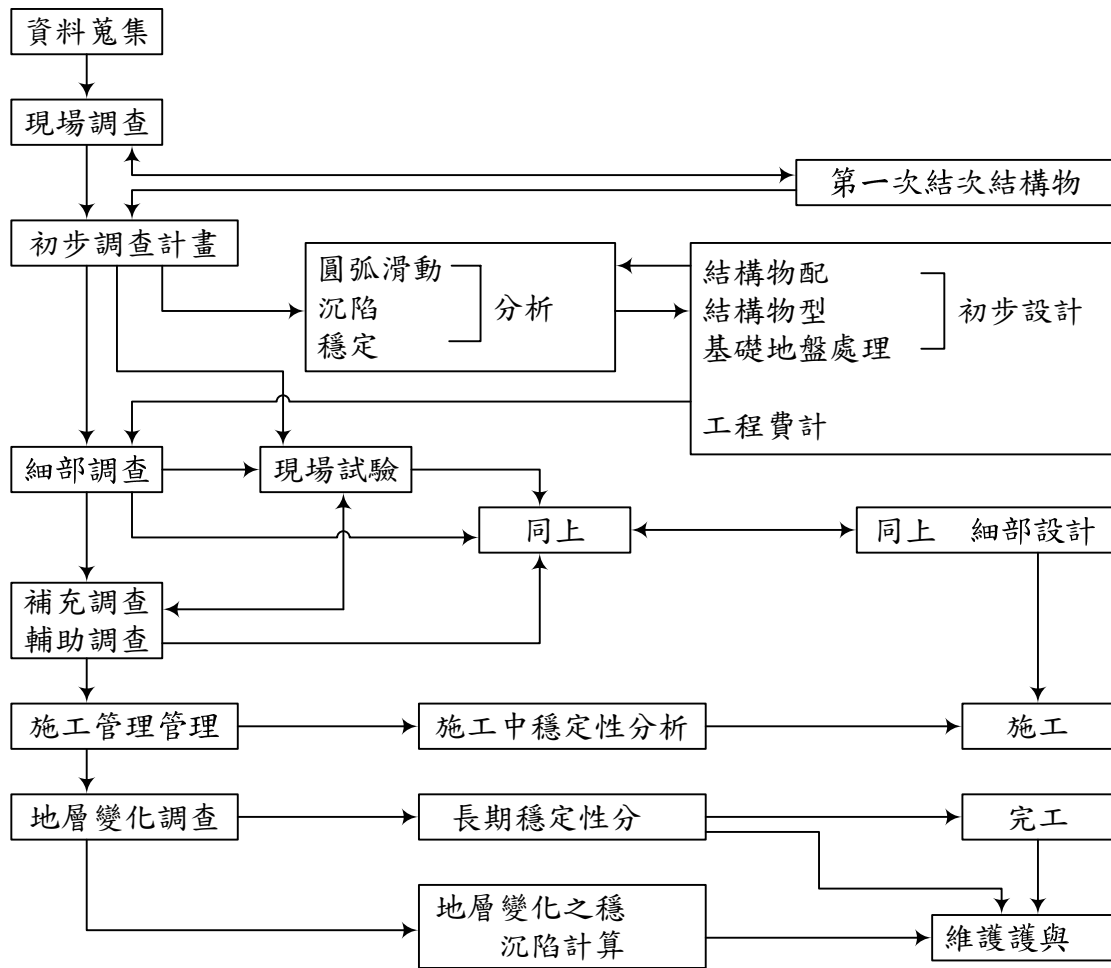 資料蒐集
現場調查
第一次結次結構物
初步調查計畫
圓弧滑動
沉陷
穩定
分析
結構物配
結構物型
基礎地盤處理
初步設計
工程費計
細部調查
現場試驗
同上
同上 細部設計
補充調查
輔助調查
施工管理管理
施工中穩定性分析
施工
地層變化調查
長期穩定性分
完工
地層變化之穩
沉陷計算
維護護與